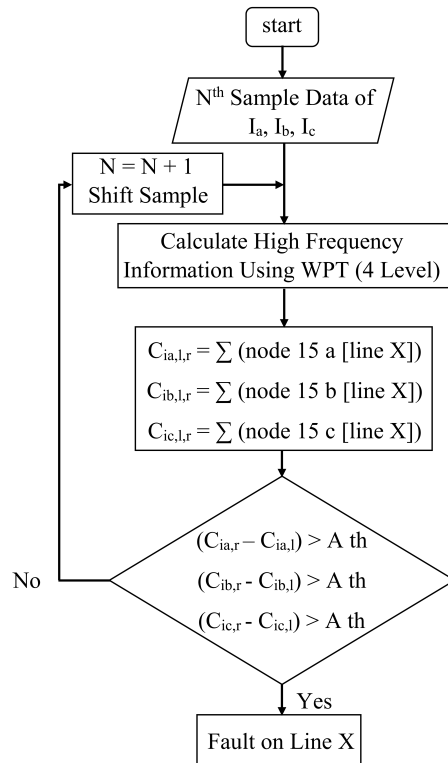 start
Nth Sample Data of
Ia, Ib, Ic
N = N + 1
Shift Sample
Calculate High Frequency
Information Using WPT (4 Level)
Cia,l,r = ∑ (node 15 a [line X])
Cib,l,r = ∑ (node 15 b [line X])
Cic,l,r = ∑ (node 15 c [line X])
(Cia,r – Cia,l) > A th
(Cib,r - Cib,l) > A th
(Cic,r - Cic,l) > A th
No
Yes
Fault on Line X